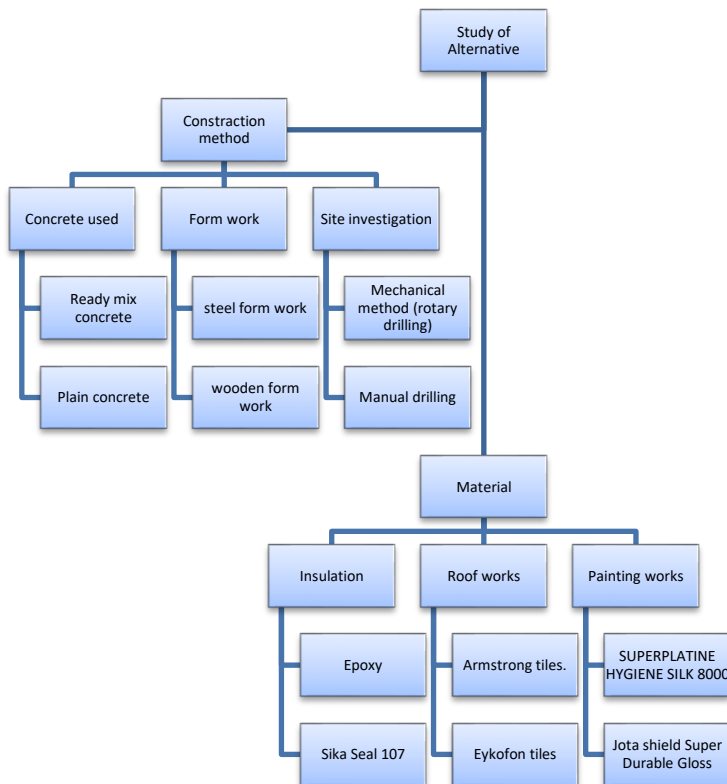 Study of
Alternative
Constraction
method
Concrete used
Form work
Site investigation
Ready mix
concrete
steel form work
Mechanical
method (rotary
drilling)
Plain concrete
wooden form
work
Manual drilling
Material
Insulation
Roof works
Painting works
Epoxy
Armstrong tiles.
SUPERPLATINE
HYGIENE SILK 8000
Sika Seal 107
Eykofon tiles
Jota shield Super
Durable Gloss